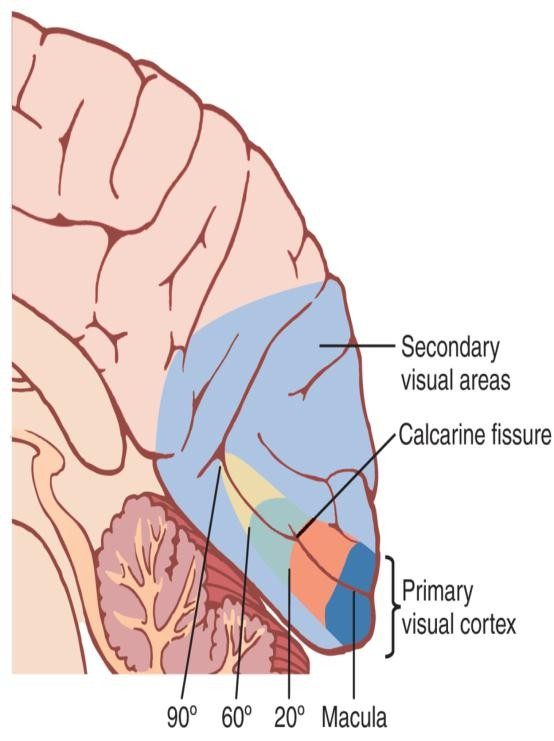 Secondary
visual areas
Calcarine fissure
Primary
visual cortex
90º 60º 20º Macula